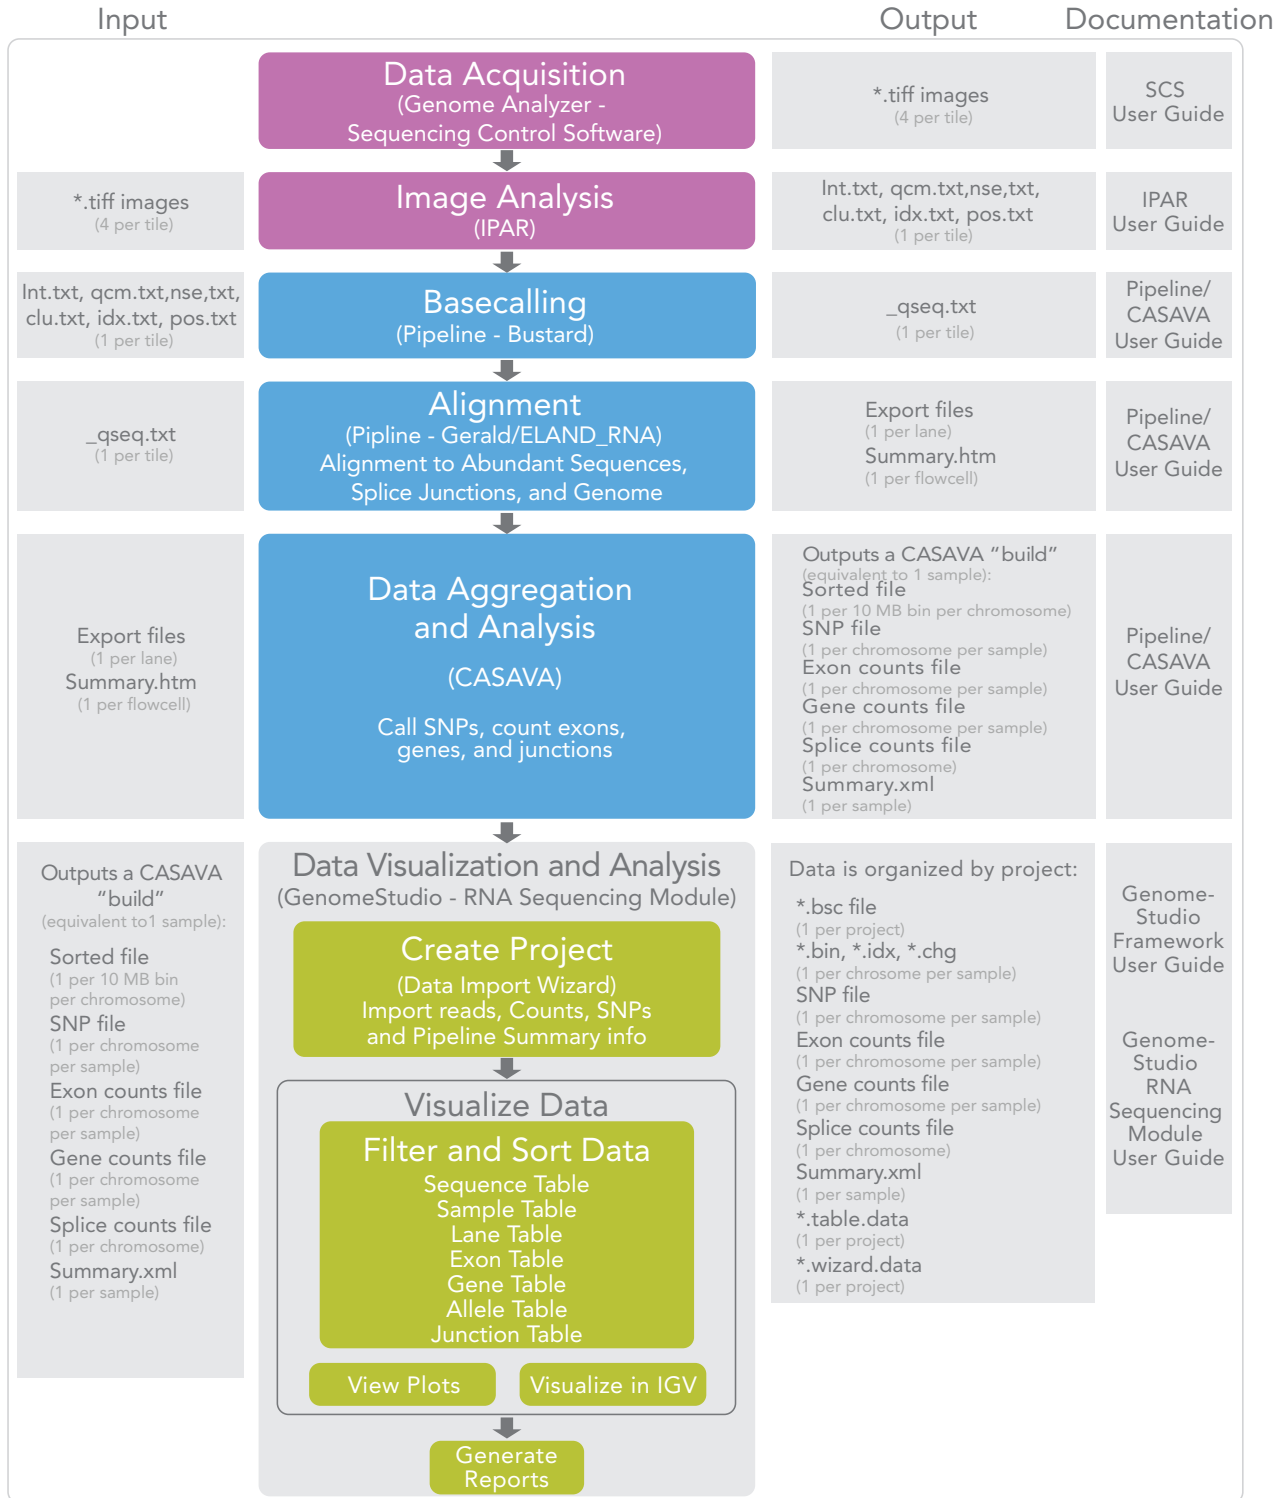 Input
Output
Documentation
Data Acquisition
(Genome Analyzer -
Sequencing Control Software)
*.tiff images
(4 per tile)
SCS
User Guide
*.tiff images
(4 per tile)
Image Analysis
(IPAR)
Int.txt, qcm.txt,nse,txt,
clu.txt, idx.txt, pos.txt
(1 per tile)
IPAR
User Guide
Int.txt, qcm.txt,nse,txt,
clu.txt, idx.txt, pos.txt
(1 per tile)
Basecalling
(Pipeline - Bustard)
_qseq.txt
(1 per tile)
Pipeline/
CASAVA
User Guide
_qseq.txt
(1 per tile)
Alignment
(Pipline - Gerald/ELAND_RNA)
Alignment to Abundant Sequences,
Splice Junctions, and Genome
Export files
(1 per lane)
Summary.htm
(1 per flowcell)
Pipeline/
CASAVA
User Guide
Export files
(1 per lane)
Summary.htm
(1 per flowcell)
Data Aggregation
and Analysis
(CASAVA)
Call SNPs, count exons,
genes, and junctions
Outputs a CASAVA “build”
(equivalent to 1 sample):
Sorted file
(1 per 10 MB bin per chromosome)
SNP file
(1 per chromosome per sample)
Exon counts file
(1 per chromosome per sample)
Gene counts file
(1 per chromosome per sample)
Splice counts file
(1 per chromosome)
Summary.xml
(1 per sample)
Pipeline/
CASAVA
User Guide
Outputs a CASAVA
“build”
(equivalent to1 sample):
Sorted file
(1 per 10 MB bin
per chromosome)
SNP file
(1 per chromosome
per sample)
Exon counts file
(1 per chromosome
per sample)
Gene counts file
(1 per chromosome
per sample)
Splice counts file
(1 per chromosome)
Summary.xml
(1 per sample)
Data Visualization and Analysis
(GenomeStudio - RNA Sequencing Module)
Create Project
(Data Import Wizard)
Import reads, Counts, SNPs
and Pipeline Summary info
Visualize Data
Filter and Sort Data
Sequence Table
Sample Table
Lane Table
Exon Table
Gene Table
Allele Table
Junction Table
View Plots
Visualize in IGV
Generate
Reports
Data is organized by project:
*.bsc file
(1 per project)
*.bin, *.idx, *.chg
(1 per chrosome per sample)
SNP file
(1 per chromosome per sample)
Exon counts file
(1 per chromosome per sample)
Gene counts file
(1 per chromosome per sample)
Splice counts file
(1 per chromosome)
Summary.xml
(1 per sample)
*.table.data
(1 per project)
*.wizard.data
(1 per project)
Genome-
Studio
Framework
User Guide
Genome-
Studio
RNA
Sequencing
Module
User Guide